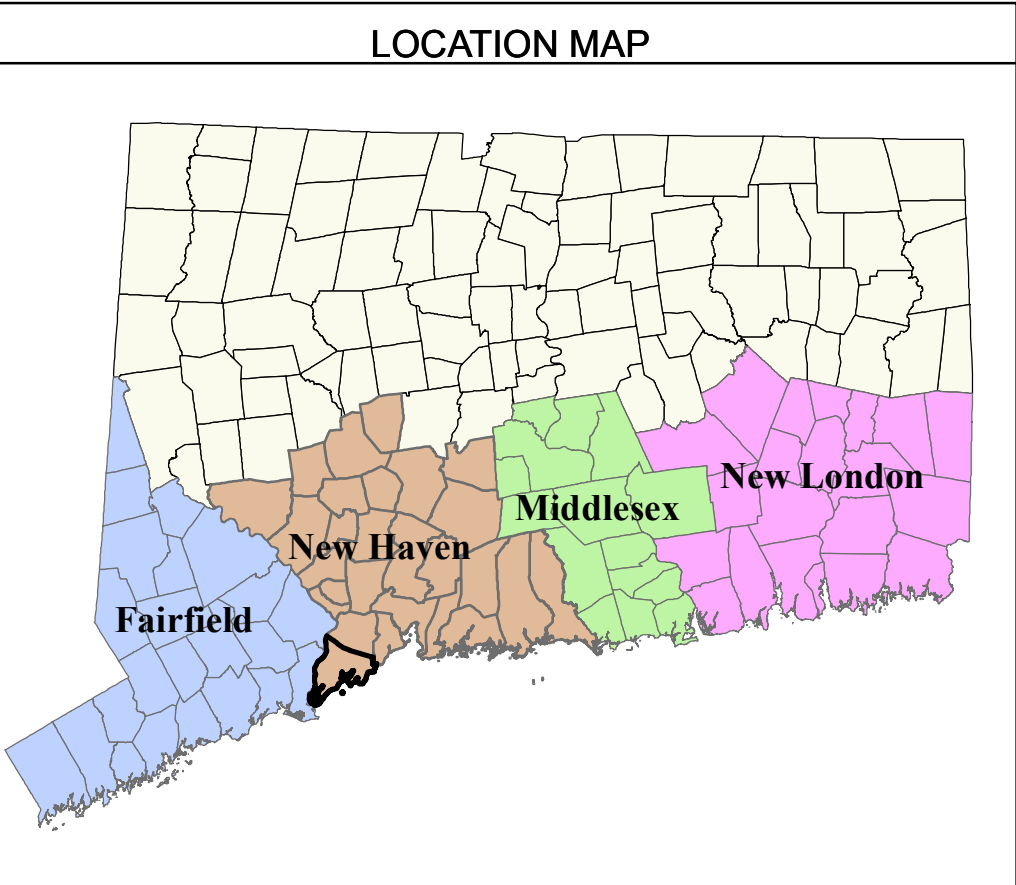 LOCATION MAP
New London
Middlesex
New Haven
Fairfield